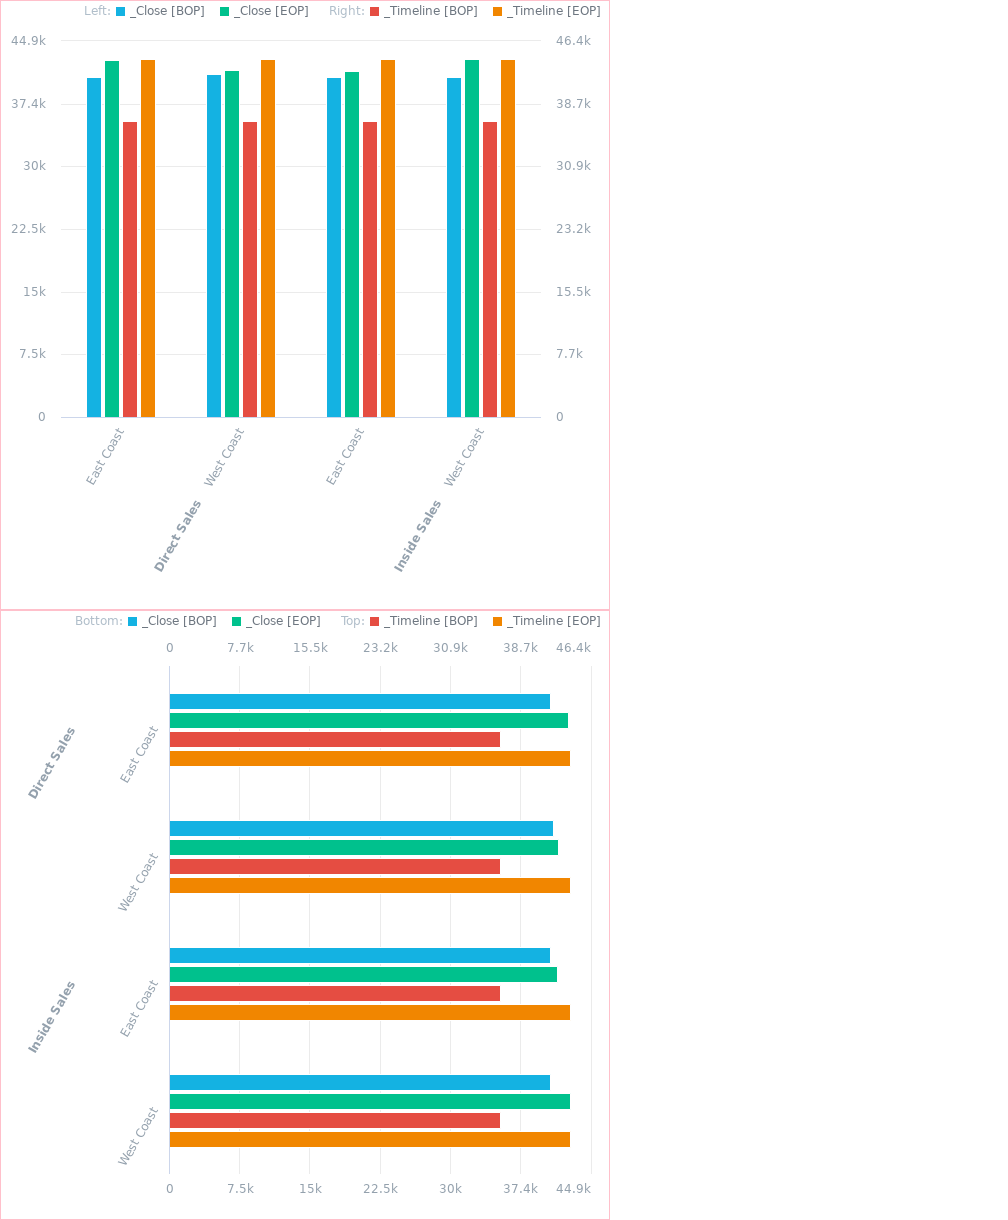 Left: _Close [BOP] _Close [EOP] Right: _Timeline [BOP] _Timeline [EOP]
44.9k 46.4k
37.4k 38.7k
30k 30.9k
22.5k 23.2k
15k 15.5k
7.5k 7.7k
0 0
East Coast West Coast East Coast West Coast
Direct Sales Inside Sales
Bottom: _Close [BOP] _Close [EOP] Top: _Timeline [BOP] _Timeline [EOP]
0 7.7k 15.5k 23.2k 30.9k 38.7k 46.4k
Direct Sales East Coast
West Coast
Inside Sales East Coast
West Coast
0 7.5k 15k 22.5k 30k 37.4k 44.9k